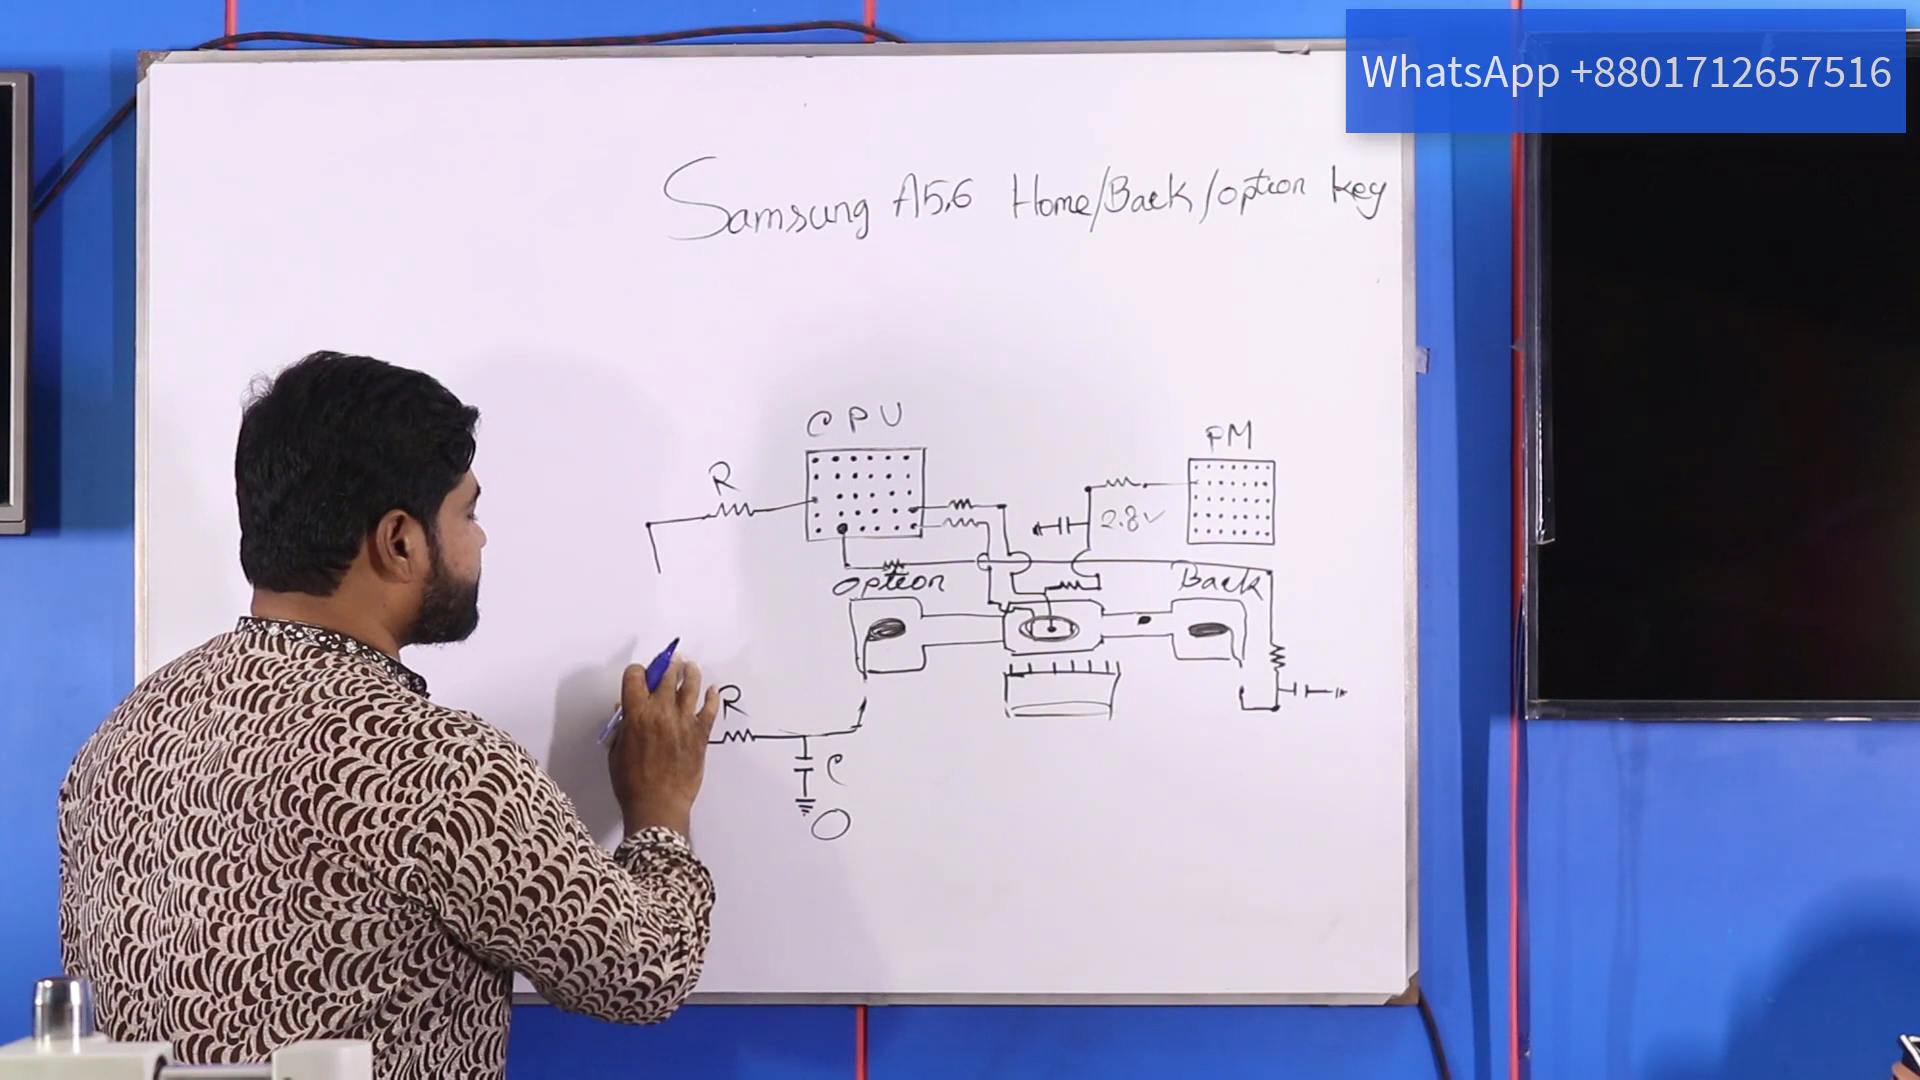 WhatsApp +8801712657516
Samsung A5,6 Home/Back/option key
CPU
PM
R
2.8v
option
Back
R
C